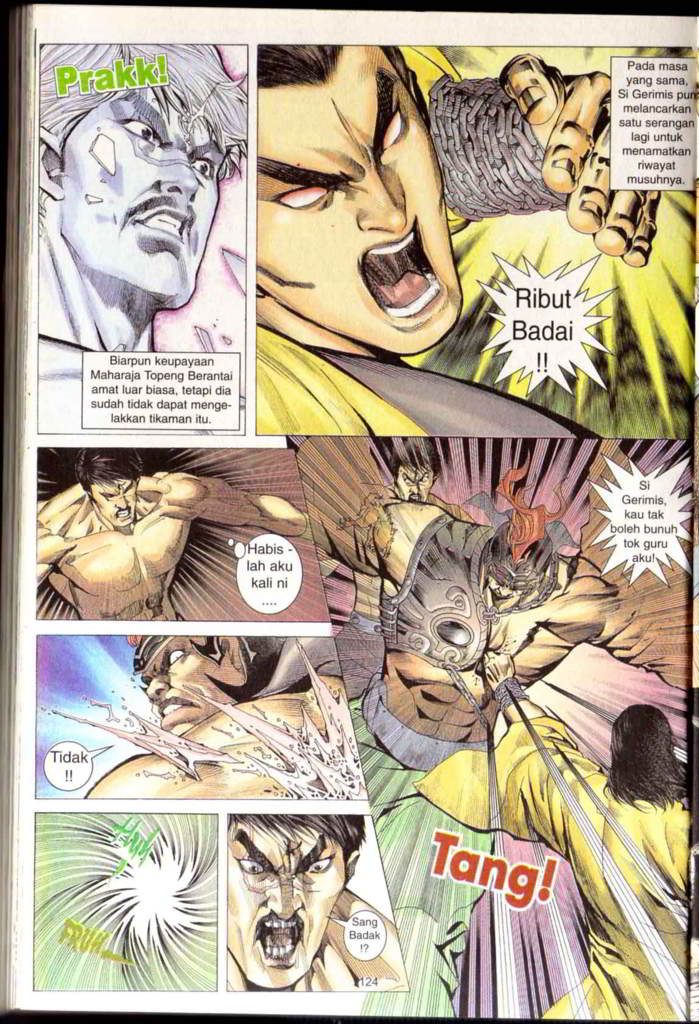 Prakk!
Biarpun keupayaan
Maharaja Topeng Berantai
amat luar biasa, tetapi dia
sudah tidak dapat menge-
lakkan tikaman itu.
Pada masa
yang sama,
Si Gerimis pun
melancarkan
satu serangan
lagi untuk
menamatkan
riwayat
musuhnya.
Ribut
Badai
!!
Habis -
lah aku
kali ni
....
Si
Gerimis,
kau tak
boleh bunuh
tok guru
aku!
Tidak
!!
Tang!
Sang
Badak
!?
124